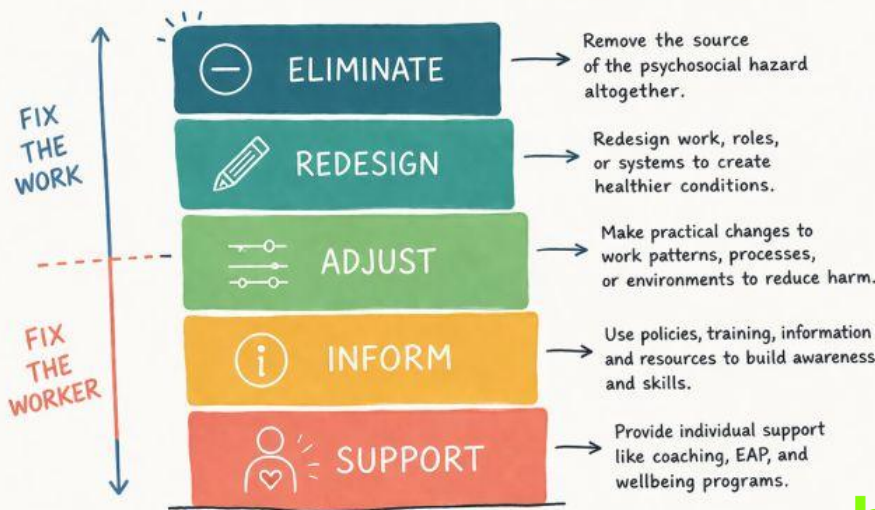 FIX
THE
WORK
FIX
THE
WORKER
ELIMINATE
Remove the source
of the psychosocial hazard
altogether.
REDESIGN
Redesign work, roles,
or systems to create
healthier conditions.
ADJUST
Make practical changes to
work patterns, processes,
or environments to reduce harm.
INFORM
Use policies, training, information
and resources to build awareness
and skills.
SUPPORT
Provide individual support
like coaching, EAP, and
wellbeing programs.